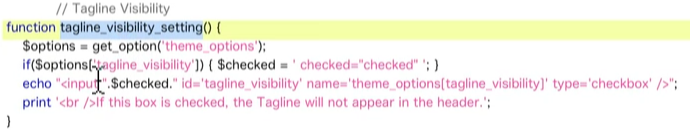 // Tagline Visibility
function tagline_visibility_setting() {
$options = get_option('theme_options');
if($options['tagline_visibility']) { $checked = ' checked="checked" '; }
echo "<input ".$checked." id='tagline_visibility' name='theme_options[tagline_visibility]' type='checkbox' />";
print '<br />If this box is checked, the Tagline will not appear in the header.';
}